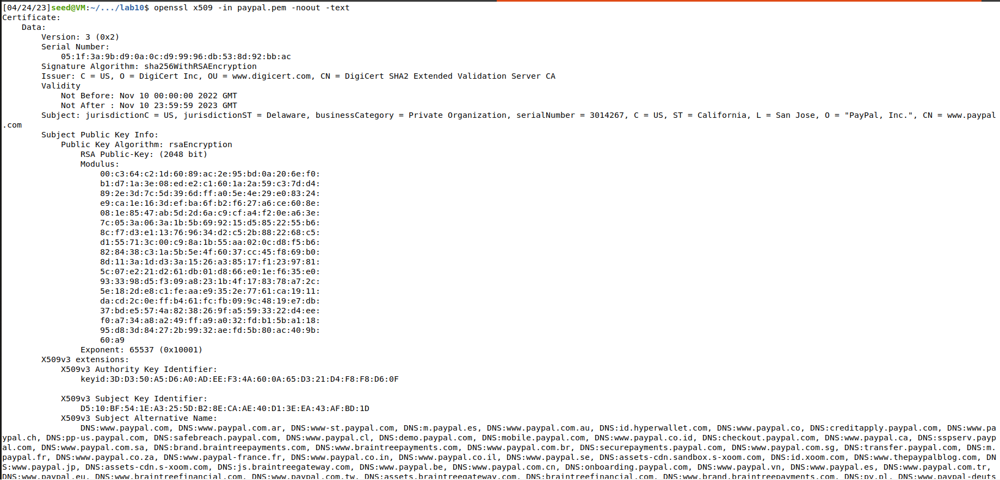 [04/24/23]seed@VM:~/.../lab10$ openssl x509 -in paypal.pem -noout -text
Certificate:
    Data:
        Version: 3 (0x2)
        Serial Number:
            05:1f:3a:9b:d9:0a:0c:d9:99:96:db:53:8d:92:bb:ac
        Signature Algorithm: sha256WithRSAEncryption
        Issuer: C = US, O = DigiCert Inc, OU = www.digicert.com, CN = DigiCert SHA2 Extended Validation Server CA
        Validity
            Not Before: Nov 10 00:00:00 2022 GMT
            Not After : Nov 10 23:59:59 2023 GMT
        Subject: jurisdictionC = US, jurisdictionST = Delaware, businessCategory = Private Organization, serialNumber = 3014267, C = US, ST = California, L = San Jose, O = "PayPal, Inc.", CN = www.paypal
.com
        Subject Public Key Info:
            Public Key Algorithm: rsaEncryption
                RSA Public-Key: (2048 bit)
                Modulus:
                    00:c3:64:c2:1d:60:89:ac:2e:95:bd:0a:20:6e:f0:
                    b1:d7:1a:3e:08:ed:e2:c1:60:1a:2a:59:c3:7d:d4:
                    89:2e:3d:7c:5d:39:6d:ff:a0:5e:4e:29:e0:83:24:
                    e9:ca:1e:16:3d:ef:ba:6f:b2:f6:27:a6:ce:60:8e:
                    08:1e:85:47:ab:5d:2d:6a:c9:cf:a4:f2:0e:a6:3e:
                    7c:05:3a:06:3a:1b:5b:69:92:15:d5:85:22:55:b6:
                    8c:f7:d3:e1:13:76:96:34:d2:c5:2b:88:22:68:c5:
                    d1:55:71:3c:00:c9:8a:1b:55:aa:02:0c:d8:f5:b6:
                    82:84:38:c3:1a:5b:5e:4f:60:37:cc:45:f8:69:b0:
                    8d:11:3a:1d:d3:3a:15:26:a3:85:17:f1:23:97:81:
                    5c:07:e2:21:d2:61:db:01:d8:66:e0:1e:f6:35:e0:
                    93:33:98:d5:f3:09:a8:23:1b:4f:17:83:78:a7:2c:
                    5e:18:2d:e8:c1:fe:aa:e9:35:2e:77:61:ca:19:11:
                    da:cd:2c:0e:ff:b4:61:fc:fb:09:9c:48:19:e7:db:
                    37:bd:e5:57:4a:82:38:26:9f:a5:59:33:22:d4:ee:
                    f0:a7:34:a8:a2:49:ff:a9:a0:32:fd:b1:5b:a1:18:
                    95:d8:3d:84:27:2b:99:32:ae:fd:5b:80:ac:40:9b:
                    60:a9
                Exponent: 65537 (0x10001)
        X509v3 extensions:
            X509v3 Authority Key Identifier:
                keyid:3D:D3:50:A5:D6:A0:AD:EE:F3:4A:60:0A:65:D3:21:D4:F8:F8:D6:0F
            X509v3 Subject Key Identifier:
                D5:10:BF:54:1E:A3:25:5D:B2:8E:CA:AE:40:D1:3E:EA:43:AF:BD:1D
            X509v3 Subject Alternative Name:
                DNS:www.paypal.com, DNS:www.paypal.com.ar, DNS:www-st.paypal.com, DNS:m.paypal.es, DNS:www.paypal.com.au, DNS:id.hyperwallet.com, DNS:www.paypal.co, DNS:creditapply.paypal.com, DNS:www.pa
ypal.ch, DNS:pp-us.paypal.com, DNS:safebreach.paypal.com, DNS:www.paypal.cl, DNS:demo.paypal.com, DNS:mobile.paypal.com, DNS:www.paypal.co.id, DNS:checkout.paypal.com, DNS:www.paypal.ca, DNS:sspserv.payp
al.com, DNS:www.paypal.com.sa, DNS:brand.braintreepayments.com, DNS:www.braintreepayments.com, DNS:www.paypal.com.br, DNS:securepayments.paypal.com, DNS:www.paypal.com.sg, DNS:transfer.paypal.com, DNS:m.
paypal.fr, DNS:www.paypal.co.za, DNS:www.paypal-france.fr, DNS:www.paypal.co.in, DNS:www.paypal.co.il, DNS:www.paypal.se, DNS:assets-cdn.sandbox.s-xoom.com, DNS:id.xoom.com, DNS:www.thepaypalblog.com, DN
S:www.paypal.jp, DNS:assets-cdn.s-xoom.com, DNS:js.braintreegateway.com, DNS:www.paypal.be, DNS:www.paypal.com.cn, DNS:onboarding.paypal.com, DNS:www.paypal.vn, DNS:www.paypal.es, DNS:www.paypal.com.tr,
DNS:www.paypal.eu, DNS:www.braintreefinancial.com, DNS:www.paypal.com.tw, DNS:assets.braintreegateway.com, DNS:braintreefinancial.com, DNS:www.brand.braintreepayments.com, DNS:py.pl, DNS:www.paypal-deuts